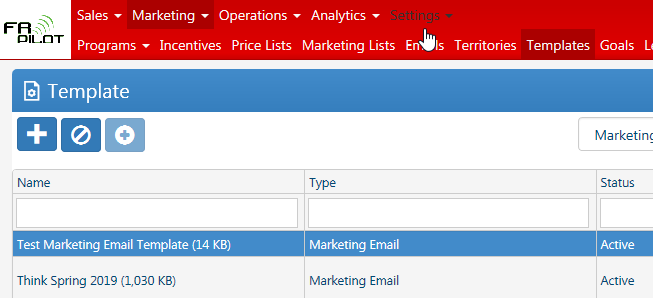 FR PILOT
Sales Marketing Operations Analytics Settings
Programs Incentives Price Lists Marketing Lists Territories Templates Goals
Template
Marketing
Name Type Status
Test Marketing Email Template (14 KB) Marketing Email Active
Think Spring 2019 (1,030 KB) Marketing Email Active